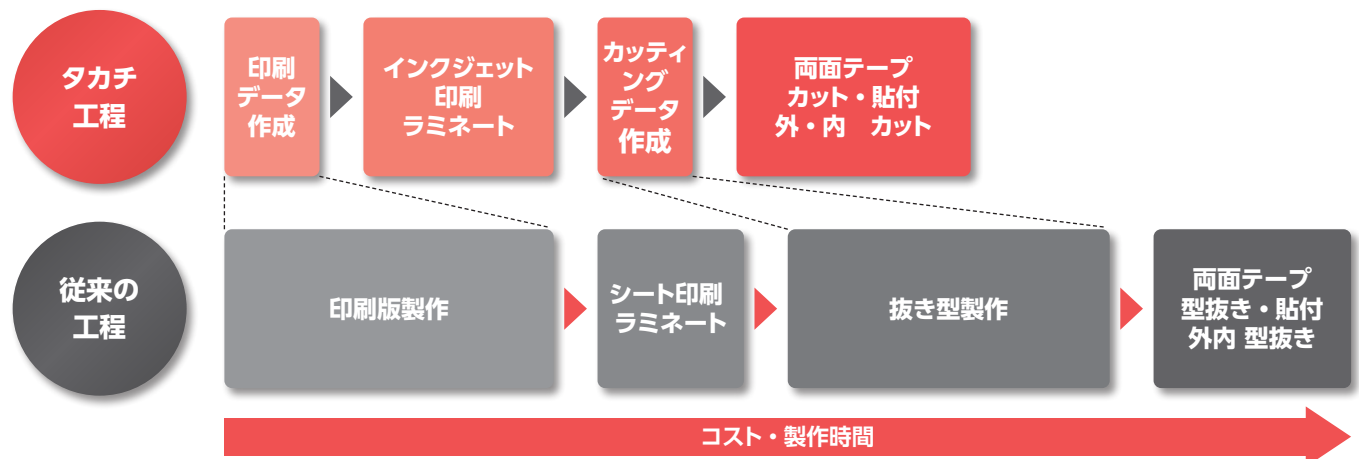 タカチ
工程
印刷
データ
作成
インクジェット
印刷
ラミネート
カッティ
ング
データ
作成
両面テープ
カット・貼付
外・内　カット
従来の
工程
印刷版製作
シート印刷
ラミネート
抜き型製作
両面テープ
型抜き・貼付
外内 型抜き
コスト・製作時間